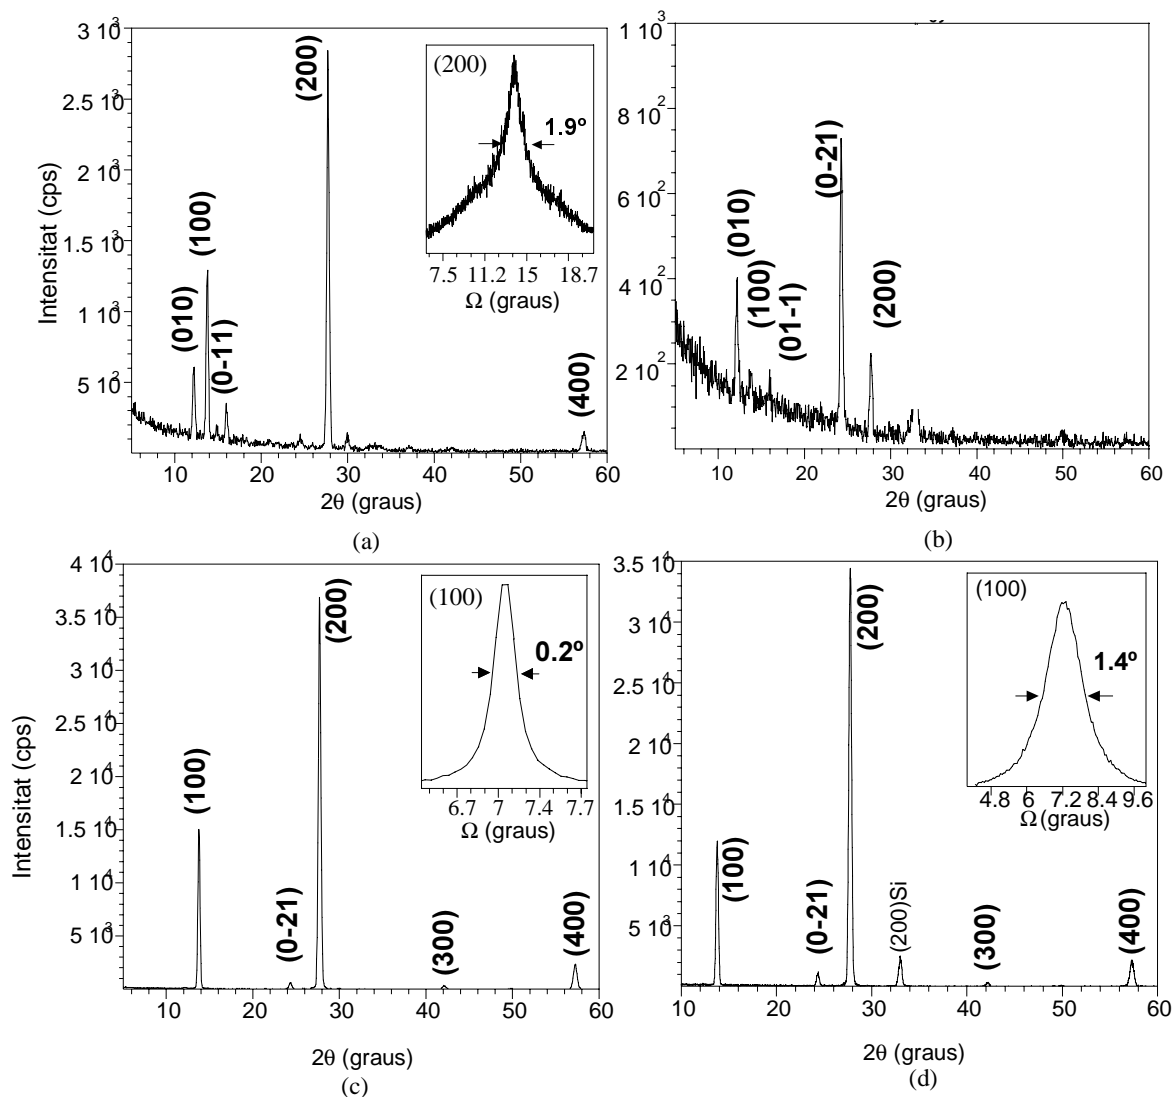 3 10³
2.5 10³
2 10³
1.5 10³
1 10³
5 10²
Intensitat (cps)
(010)
(100)
(0-11)
(200)
(400)
(200)
1.9º
7.5 11.2 15 18.7
Ω (graus)
10 20 30 40 50 60
2θ (graus)
(a)
1 10³
8 10²
6 10²
4 10²
2 10²
(010)
(100)
(01-1)
(0-21)
(200)
10 20 30 40 50 60
2θ (graus)
(b)
4 10⁴
3.5 10⁴
3 10⁴
2.5 10⁴
2 10⁴
1.5 10⁴
1 10⁴
5 10³
Intensitat (cps)
(100)
(0-21)
(200)
(300)
(400)
(100)
0.2º
6.7 7 7.4 7.7
Ω (graus)
10 20 30 40 50 60
2θ (graus)
(c)
3.5 10⁴
3 10⁴
2.5 10⁴
2 10⁴
1.5 10⁴
1 10⁴
5 10³
(100)
(0-21)
(200)
(200)Si
(300)
(400)
(100)
1.4º
4.8 6 7.2 8.4 9.6
Ω (graus)
10 20 30 40 50 60
2θ (graus)
(d)